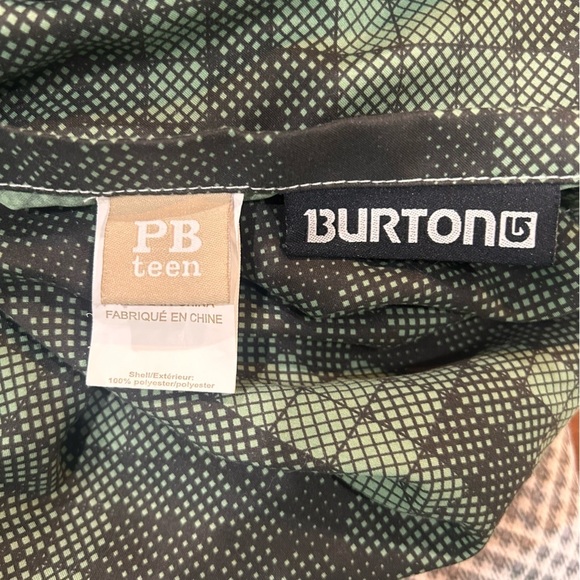 PB
teen
BURTON
FABRIQUÉ EN CHINE
Shell/Extérieur:
100% polyester/polyester